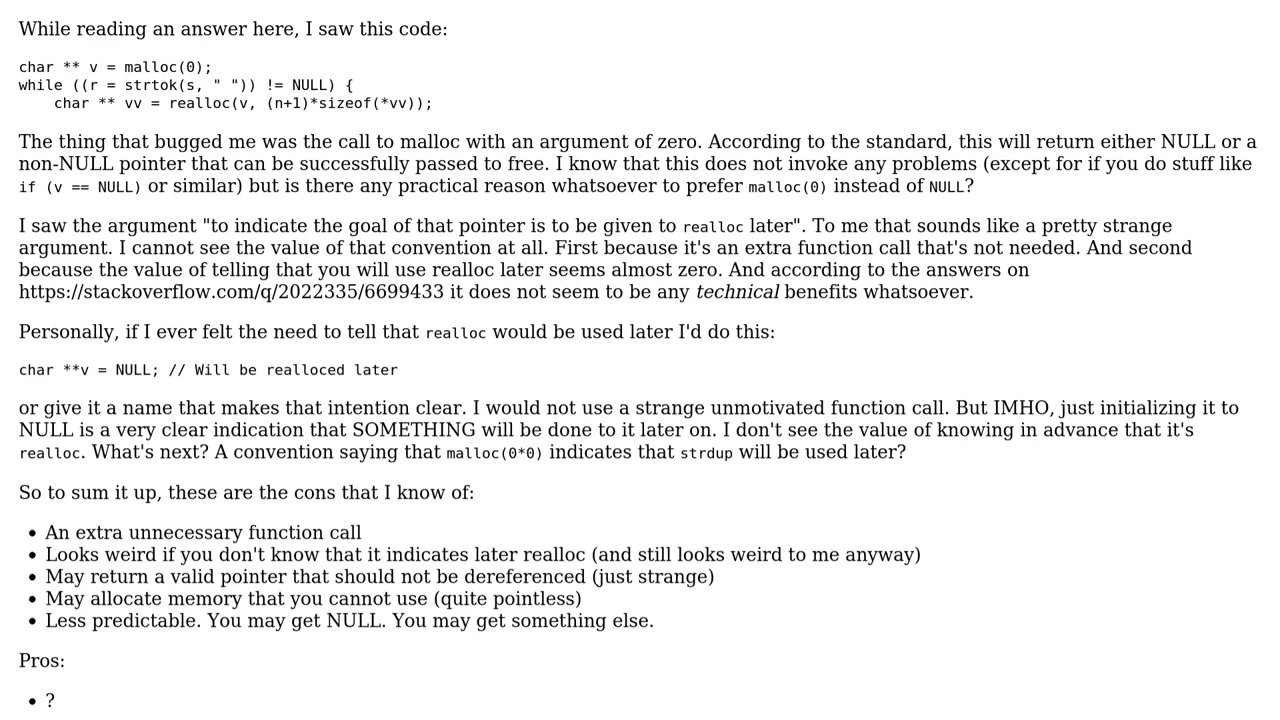 While reading an answer here, I saw this code:
char ** v = malloc(0);
while ((r = strtok(s, " ")) != NULL) {
    char ** vv = realloc(v, (n+1)*sizeof(*vv));
The thing that bugged me was the call to malloc with an argument of zero. According to the standard, this will return either NULL or a
non-NULL pointer that can be successfully passed to free. I know that this does not invoke any problems (except for if you do stuff like
if (v == NULL) or similar) but is there any practical reason whatsoever to prefer malloc(0) instead of NULL?
I saw the argument "to indicate the goal of that pointer is to be given to realloc later". To me that sounds like a pretty strange
argument. I cannot see the value of that convention at all. First because it's an extra function call that's not needed. And second
because the value of telling that you will use realloc later seems almost zero. And according to the answers on
https://stackoverflow.com/q/2022335/6699433 it does not seem to be any technical benefits whatsoever.
Personally, if I ever felt the need to tell that realloc would be used later I'd do this:
char **v = NULL; // Will be realloced later
or give it a name that makes that intention clear. I would not use a strange unmotivated function call. But IMHO, just initializing it to
NULL is a very clear indication that SOMETHING will be done to it later on. I don't see the value of knowing in advance that it's
realloc. What's next? A convention saying that malloc(0*0) indicates that strdup will be used later?
So to sum it up, these are the cons that I know of:
• An extra unnecessary function call
• Looks weird if you don't know that it indicates later realloc (and still looks weird to me anyway)
• May return a valid pointer that should not be dereferenced (just strange)
• May allocate memory that you cannot use (quite pointless)
• Less predictable. You may get NULL. You may get something else.
Pros:
• ?